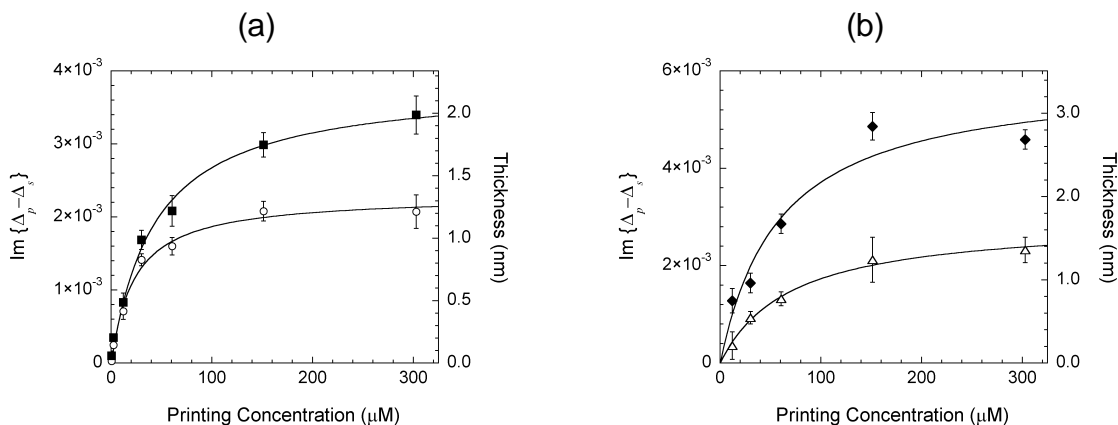 (a)
4×10⁻³
3×10⁻³
2×10⁻³
1×10⁻³
0
Im {Δₚ–Δₛ}
2.0
1.5
1.0
0.5
0.0
Thickness (nm)
0 100 200 300
Printing Concentration (μM)
(b)
6×10⁻³
4×10⁻³
2×10⁻³
0
Im {Δₚ–Δₛ}
3.0
2.0
1.0
0.0
Thickness (nm)
0 100 200 300
Printing Concentration (μM)